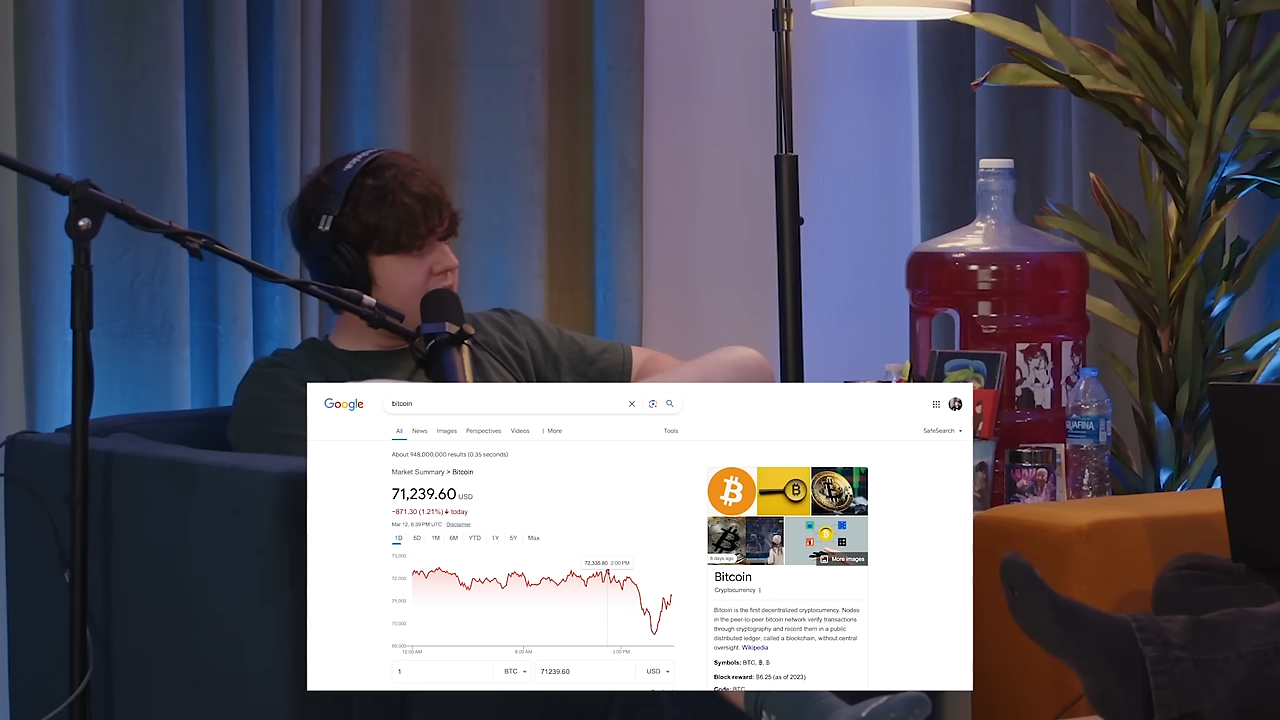 Google
bitcoin
All
News
Images
Perspectives
Videos
More
Tools
SafeSearch
About 948,000,000 results (0.35 seconds)
Market Summary > Bitcoin
71,239.60 USD
−871.30 (1.21%) today
Mar 12, 6:39 PM UTC · Disclaimer
1D
5D
1M
6M
YTD
1Y
5Y
Max
72,335.80 2:00 PM
73,000
72,000
71,000
70,000
69,000
12:00 AM
8:00 AM
3:00 PM
1
BTC
71239.60
USD
6 days ago
More images
Bitcoin
Cryptocurrency
Bitcoin is the first decentralized cryptocurrency. Nodes
in the peer-to-peer bitcoin network verify transactions
through cryptography and record them in a public
distributed ledger, called a blockchain, without central
oversight. Wikipedia
Symbols: BTC, ₿, Ƀ
Block reward: ₿6.25 (as of 2023)
Code: BTC